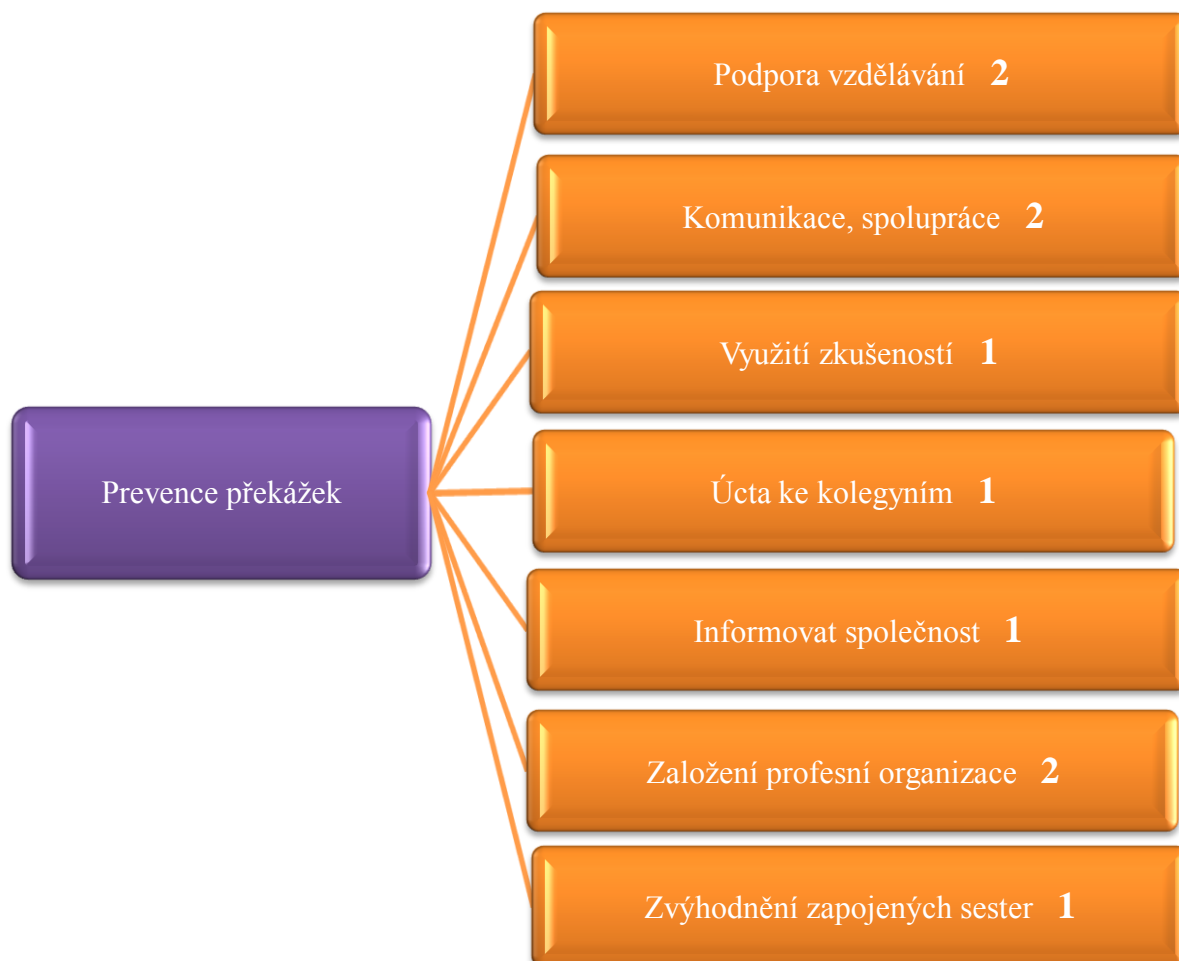 Podpora vzdělávání 2
Komunikace, spolupráce 2
Využití zkušeností 1
Prevence překážek
Úcta ke kolegyním 1
Informovat společnost 1
Založení profesní organizace 2
Zvýhodnění zapojených sester 1